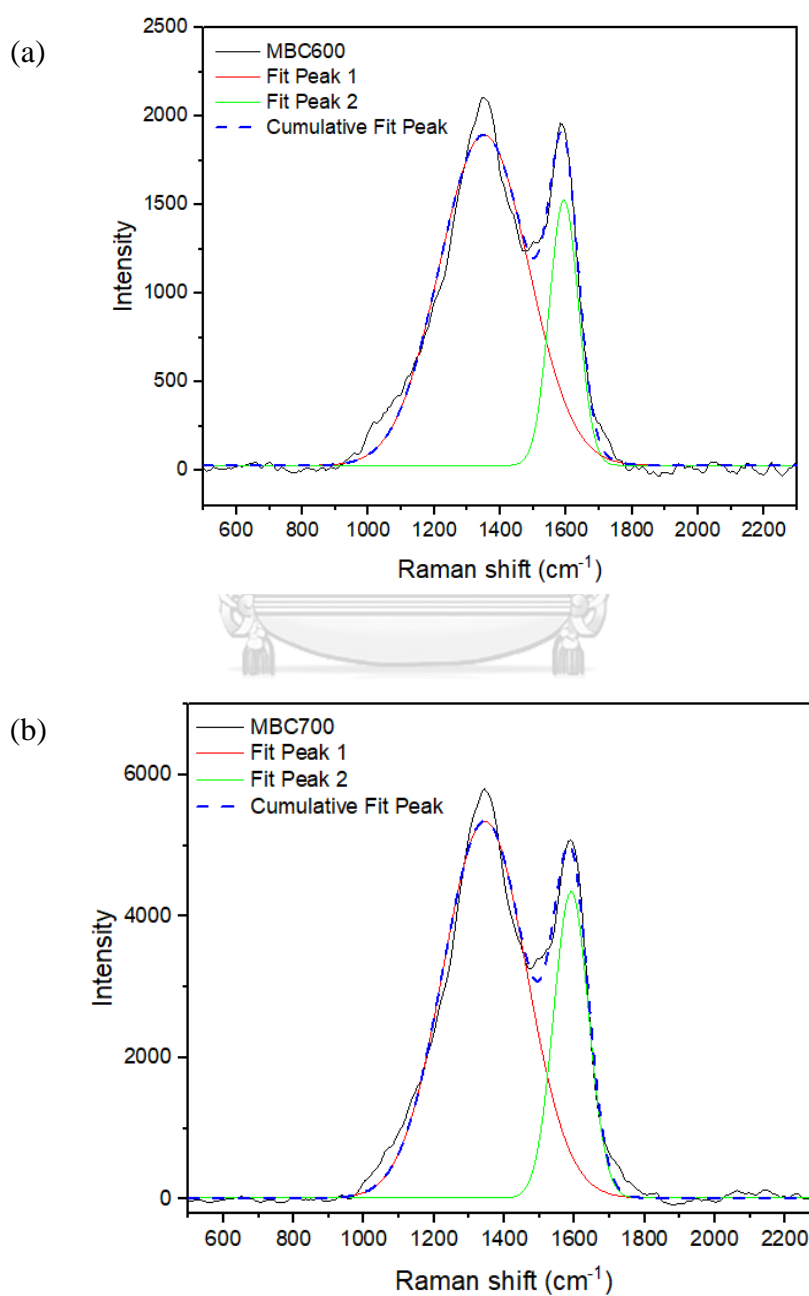 (a)
2500
MBC600
Fit Peak 1
Fit Peak 2
Cumulative Fit Peak
2000
1500
1000
500
0
Intensity
600 800 1000 1200 1400 1600 1800 2000 2200
Raman shift (cm⁻¹)
(b)
MBC700
Fit Peak 1
Fit Peak 2
Cumulative Fit Peak
6000
4000
2000
0
Intensity
600 800 1000 1200 1400 1600 1800 2000 2200
Raman shift (cm⁻¹)